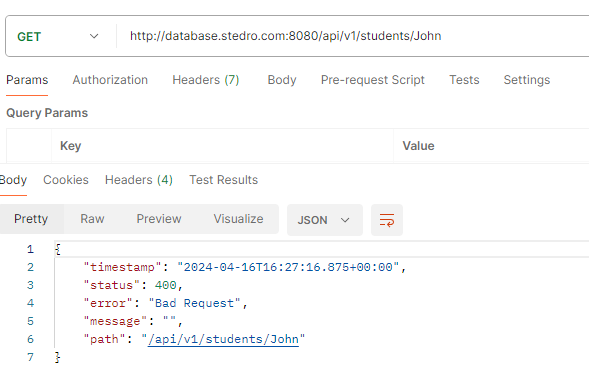 GET http://database.stedro.com:8080/api/v1/students/John
Params Authorization Headers (7) Body Pre-request Script Tests Settings
Query Params
Key Value
Body Cookies Headers (4) Test Results
Pretty Raw Preview Visualize JSON
1 {
2 "timestamp": "2024-04-16T16:27:16.875+00:00",
3 "status": 400,
4 "error": "Bad Request",
5 "message": "",
6 "path": "/api/v1/students/John"
7 }